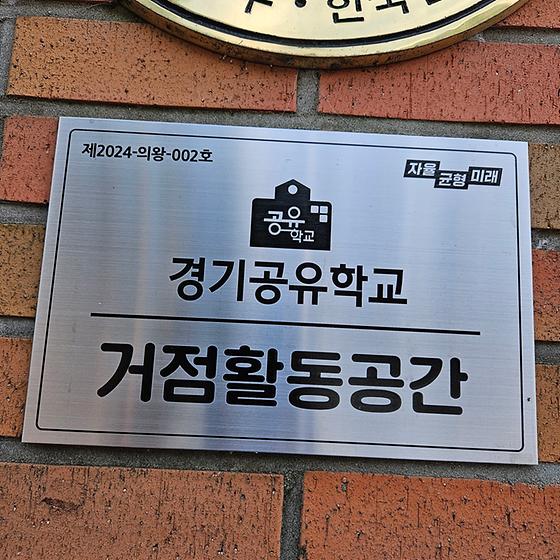 제2024-의왕-002호
자율 균형 미래
공유
학교
경기공유학교
거점활동공간